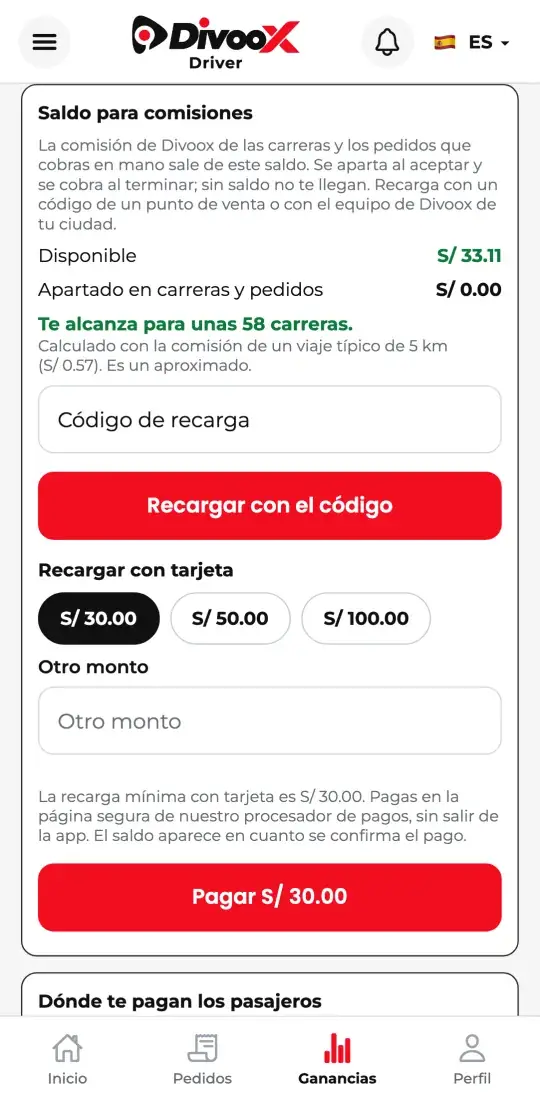 DivooX
Driver
ES
Saldo para comisiones
La comisión de Divoox de las carreras y los pedidos que
cobras en mano sale de este saldo. Se aparta al aceptar y
se cobra al terminar; sin saldo no te llegan. Recarga con un
código de un punto de venta o con el equipo de Divoox de
tu ciudad.
Disponible S/ 33.11
Apartado en carreras y pedidos S/ 0.00
Te alcanza para unas 58 carreras.
Calculado con la comisión de un viaje típico de 5 km
(S/ 0.57). Es un aproximado.
Código de recarga
Recargar con el código
Recargar con tarjeta
S/ 30.00 S/ 50.00 S/ 100.00
Otro monto
Otro monto
La recarga mínima con tarjeta es S/ 30.00. Pagas en la
página segura de nuestro procesador de pagos, sin salir de
la app. El saldo aparece en cuanto se confirma el pago.
Pagar S/ 30.00
Dónde te pagan los pasajeros
Inicio Pedidos Ganancias Perfil